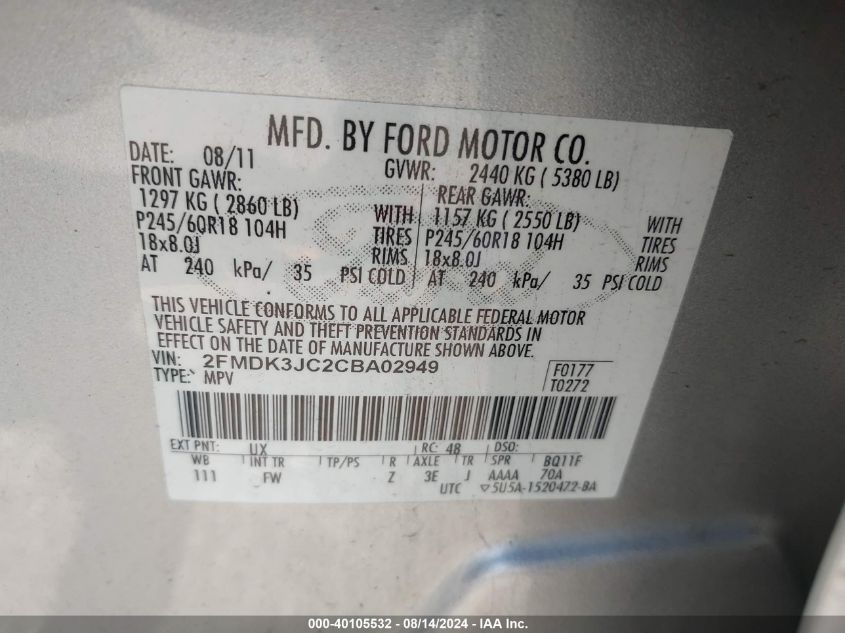 MFD. BY FORD MOTOR CO.
DATE: 08/11 GVWR: 2440 KG ( 5380 LB)
FRONT GAWR: REAR GAWR:
1297 KG ( 2860 LB) WITH 1157 KG ( 2550 LB) WITH
P245/60R18 104H TIRES P245/60R18 104H TIRES
18x8.0J RIMS 18x8.0J RIMS
AT 240 kPa/ 35 PSI COLD AT 240 kPa/ 35 PSI COLD
THIS VEHICLE CONFORMS TO ALL APPLICABLE FEDERAL MOTOR
VEHICLE SAFETY AND THEFT PREVENTION STANDARDS IN
EFFECT ON THE DATE OF MANUFACTURE SHOWN ABOVE.
VIN: 2FMDK3JC2CBA02949 F0177
TYPE: MPV T0272
EXT PNT: UX RC: 48 DSO:
WB INT TR TP/PS R AXLE TR SPR BQ11F
111 FW Z 3E J AAAA 70A
UTC ▽5U5A-1520472-BA
000-40105532 - 08/14/2024 - IAA Inc.